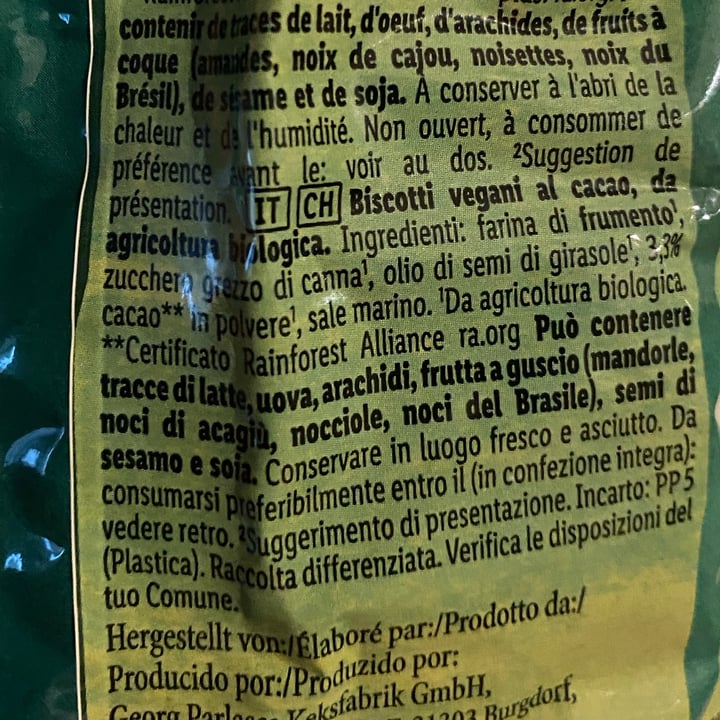 contenir de traces de lait, d'oeuf, d'arachides, de fruits à
coque (amandes, noix de cajou, noisettes, noix du
Brésil), de sésame et de soja. À conserver à l'abri de la
chaleur et de l'humidité. Non ouvert, à consommer de
préférence avant le: voir au dos. ²Suggestion de
présentation. IT CH Biscotti vegani al cacao, da
agricoltura biologica. Ingredienti: farina di frumento¹,
zucchero grezzo di canna¹, olio di semi di girasole¹, 3,3%
cacao** in polvere¹, sale marino. ¹Da agricoltura biologica.
**Certificato Rainforest Alliance ra.org Può contenere
tracce di latte, uova, arachidi, frutta a guscio (mandorle,
noci di acagiù, nocciole, noci del Brasile), semi di
sesamo e soia. Conservare in luogo fresco e asciutto. Da
consumarsi preferibilmente entro il (in confezione integra):
vedere retro. ²Suggerimento di presentazione. Incarto: PP5
(Plastica). Raccolta differenziata. Verifica le disposizioni del
tuo Comune.
Hergestellt von:/Élaboré par:/Prodotto da:/
Producido por:/Produzido por:
Georg Keksfabrik GmbH,
31303 Burgdorf,